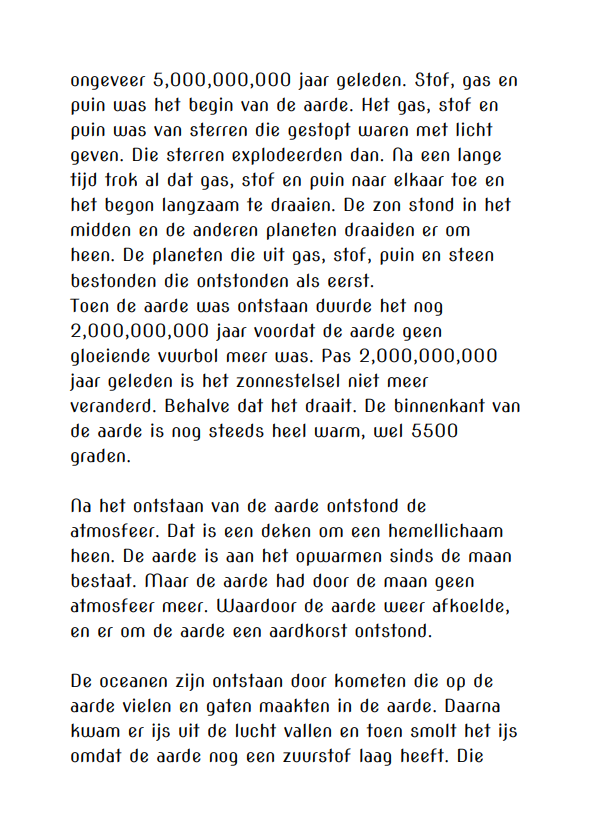 ongeveer 5,000,000,000 jaar geleden. Stof, gas en
puin was het begin van de aarde. Het gas, stof en
puin was van sterren die gestopt waren met licht
geven. Die sterren explodeerden dan. Na een lange
tijd trok al dat gas, stof en puin naar elkaar toe en
het begon langzaam te draaien. De zon stond in het
midden en de anderen planeten draaiden er om
heen. De planeten die uit gas, stof, puin en steen
bestonden die ontstonden als eerst.
Toen de aarde was ontstaan duurde het nog
2,000,000,000 jaar voordat de aarde geen
gloeiende vuurbol meer was. Pas 2,000,000,000
jaar geleden is het zonnestelsel niet meer
veranderd. Behalve dat het draait. De binnenkant van
de aarde is nog steeds heel warm, wel 5500
graden.

Na het ontstaan van de aarde ontstond de
atmosfeer. Dat is een deken om een hemellichaam
heen. De aarde is aan het opwarmen sinds de maan
bestaat. Maar de aarde had door de maan geen
atmosfeer meer. Waardoor de aarde weer afkoelde,
en er om de aarde een aardkorst ontstond.

De oceanen zijn ontstaan door kometen die op de
aarde vielen en gaten maakten in de aarde. Daarna
kwam er ijs uit de lucht vallen en toen smolt het ijs
omdat de aarde nog een zuurstof laag heeft. Die